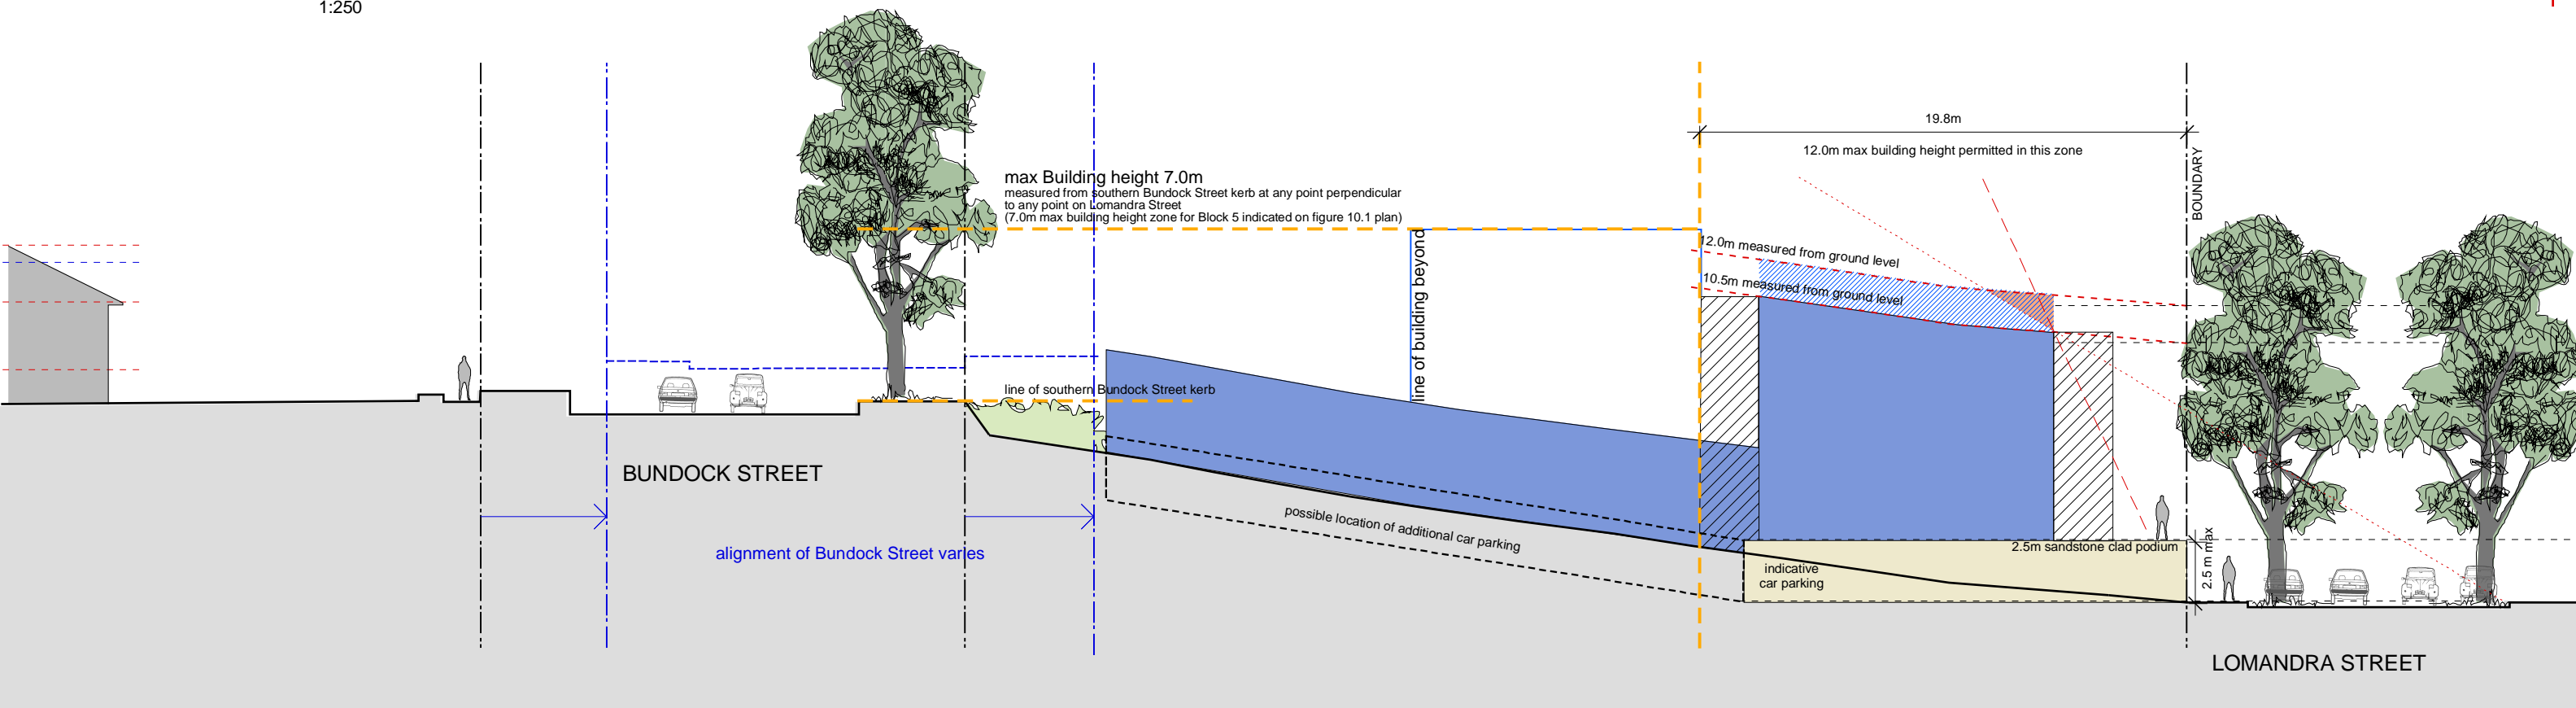 1:250
19.8m
12.0m max building height permitted in this zone
BOUNDARY
max Building height 7.0m
measured from southern Bundock Street kerb at any point perpendicular
to any point on Lomandra Street
(7.0m max building height zone for Block 5 indicated on figure 10.1 plan)
line of building beyond
12.0m measured from ground level
10.5m measured from ground level
line of southern Bundock Street kerb
BUNDOCK STREET
alignment of Bundock Street varies
possible location of additional car parking
2.5m sandstone clad podium
indicative
car parking
2.5 m max
LOMANDRA STREET